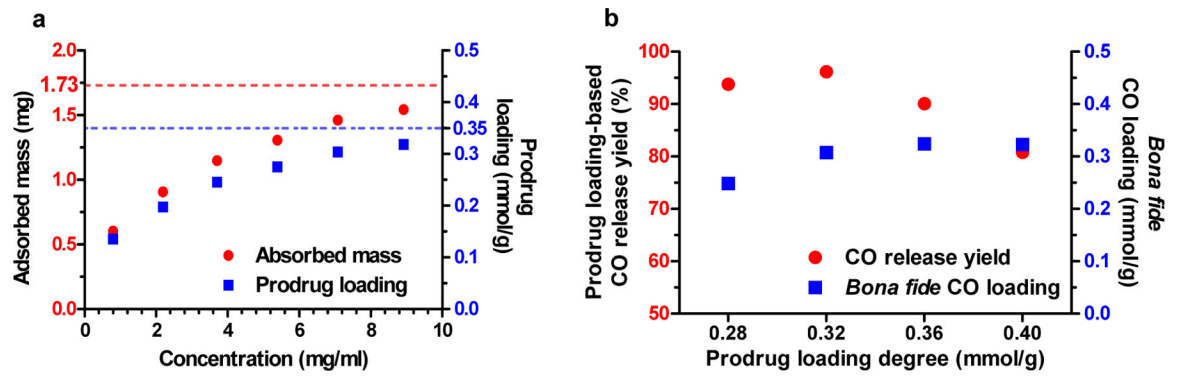 a
Adsorbed mass (mg)
2.0
1.73
1.5
1.0
0.5
0.0
0.5
0.4
0.35
0.3
0.2
0.1
0.0
Prodrug
loading (mmol/g)
Absorbed mass
Prodrug loading
0 2 4 6 8 10
Concentration (mg/ml)
b
Prodrug loading-based
CO release yield (%)
100
90
80
70
60
50
0.5
0.4
0.3
0.2
0.1
0.0
Bona fide
CO loading (mmol/g)
CO release yield
Bona fide CO loading
0.28 0.32 0.36 0.40
Prodrug loading degree (mmol/g)